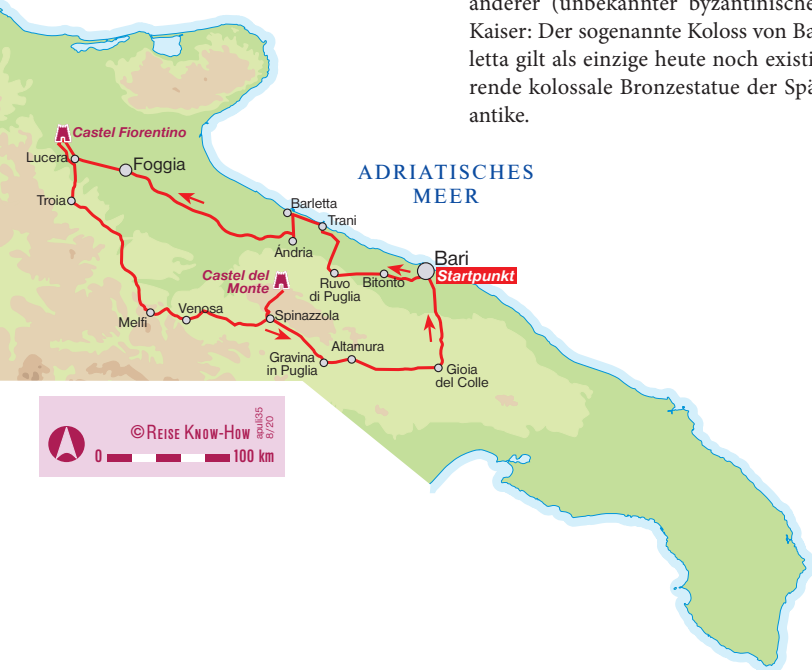 anderer (unbekannter byzantinische
Kaiser: Der sogenannte Koloss von Ba
letta gilt als einzige heute noch existi
rende kolossale Bronzestatue der Spä
antike.
ADRIATISCHES
MEER
Castel Fiorentino
Lucera
Foggia
Troia
Barletta
Trani
Ándria
Bari
Startpunkt
Castel del
Monte
Ruvo
di Puglia
Bitonto
Melfi
Venosa
Spinazzola
Altamura
Gravina
in Puglia
Gioia
del Colle
©REISE KNOW-HOW
apuli35
8/20
0 100 km